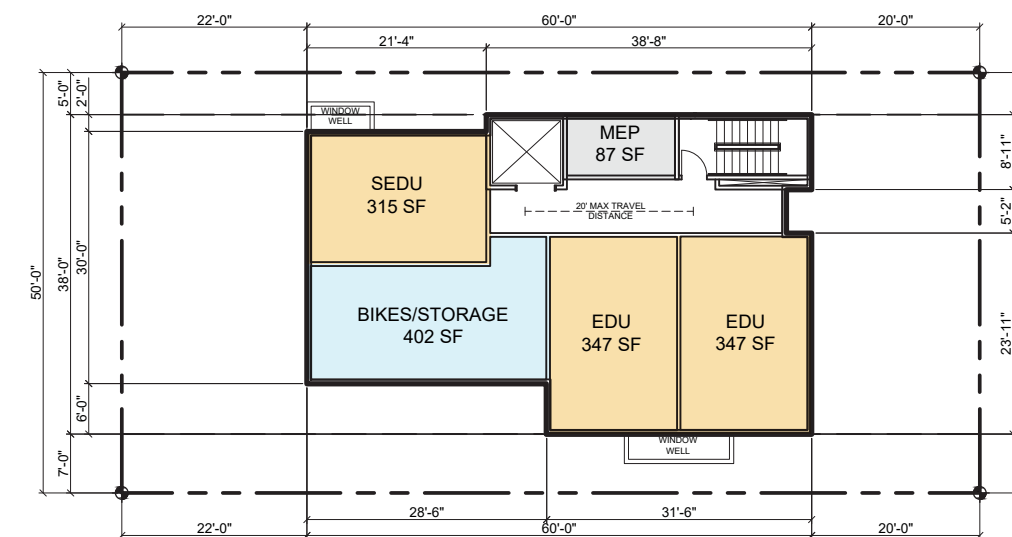 22'-0"
60'-0"
20'-0"
21'-4"
38'-8"
5'-0"
2'-0"
WINDOW
WELL
MEP
87 SF
8'-11"
SEDU
315 SF
20' MAX TRAVEL
DISTANCE
5'-2"
50'-0"
38'-0"
30'-0"
BIKES/STORAGE
402 SF
EDU
347 SF
EDU
347 SF
23'-11"
6'-0"
WINDOW
WELL
7'-0"
28'-6"
31'-6"
22'-0"
60'-0"
20'-0"